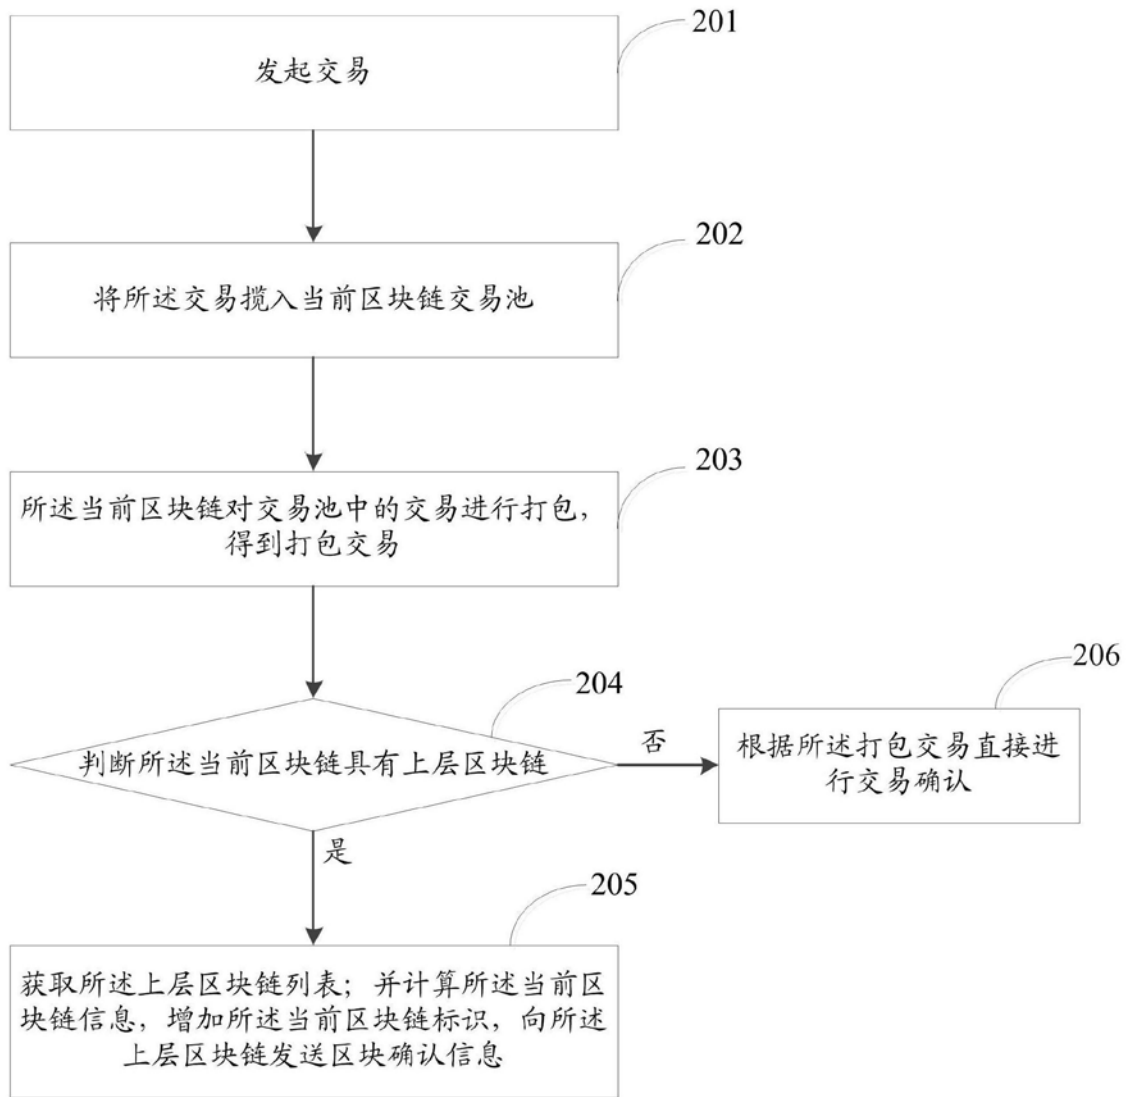 201
发起交易
202
将所述交易揽入当前区块链交易池
203
所述当前区块链对交易池中的交易进行打包，
得到打包交易
204
判断所述当前区块链具有上层区块链
否
206
根据所述打包交易直接进
行交易确认
是
205
获取所述上层区块链列表；并计算所述当前区
块链信息，增加所述当前区块链标识，向所述
上层区块链发送区块确认信息